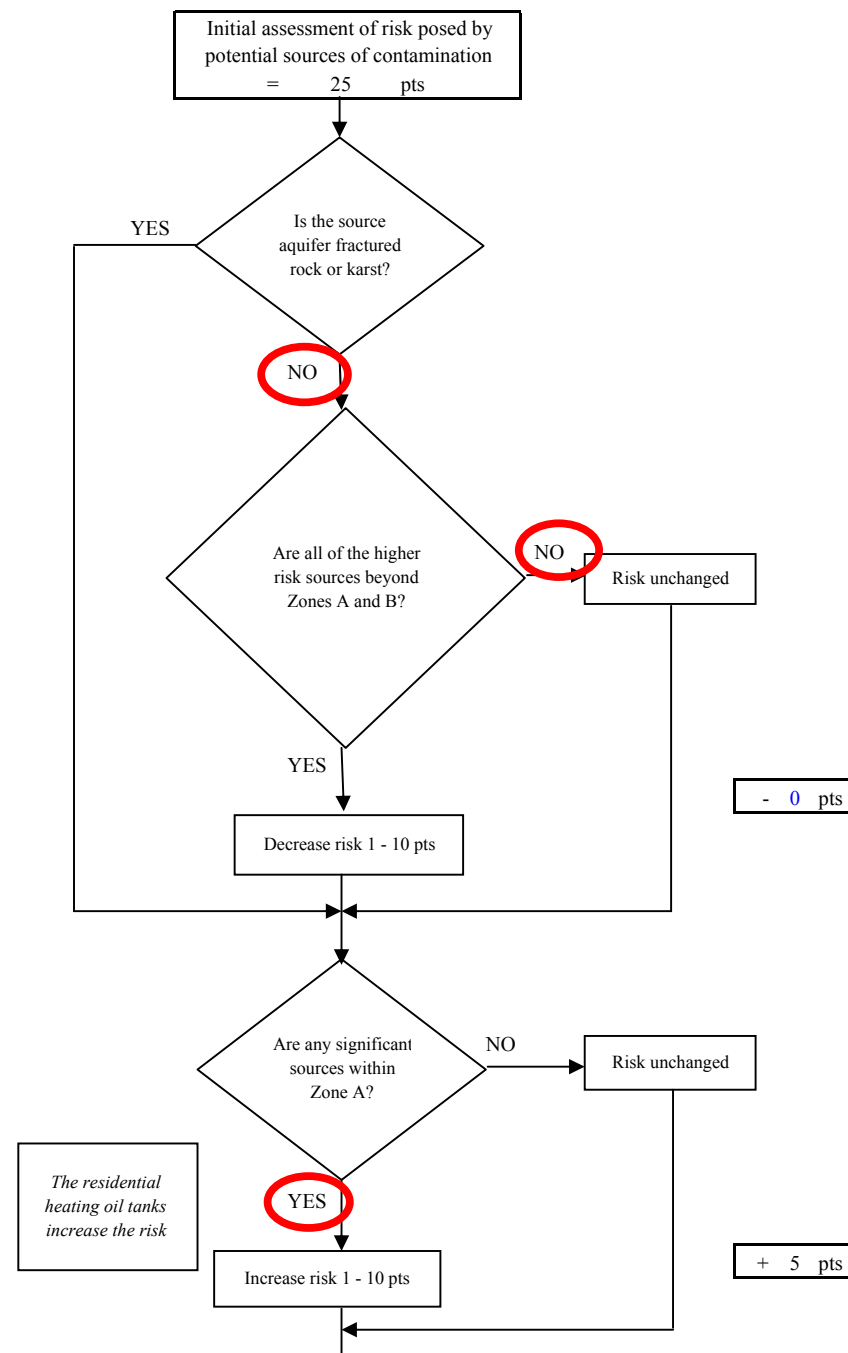 Initial assessment of risk posed by
potential sources of contamination
= 25 pts
YES
Is the source
aquifer fractured
rock or karst?
NO
Are all of the higher
risk sources beyond
Zones A and B?
NO
Risk unchanged
YES
- 0 pts
Decrease risk 1 - 10 pts
Are any significant
sources within
Zone A?
NO
Risk unchanged
The residential
heating oil tanks
increase the risk
YES
+ 5 pts
Increase risk 1 - 10 pts